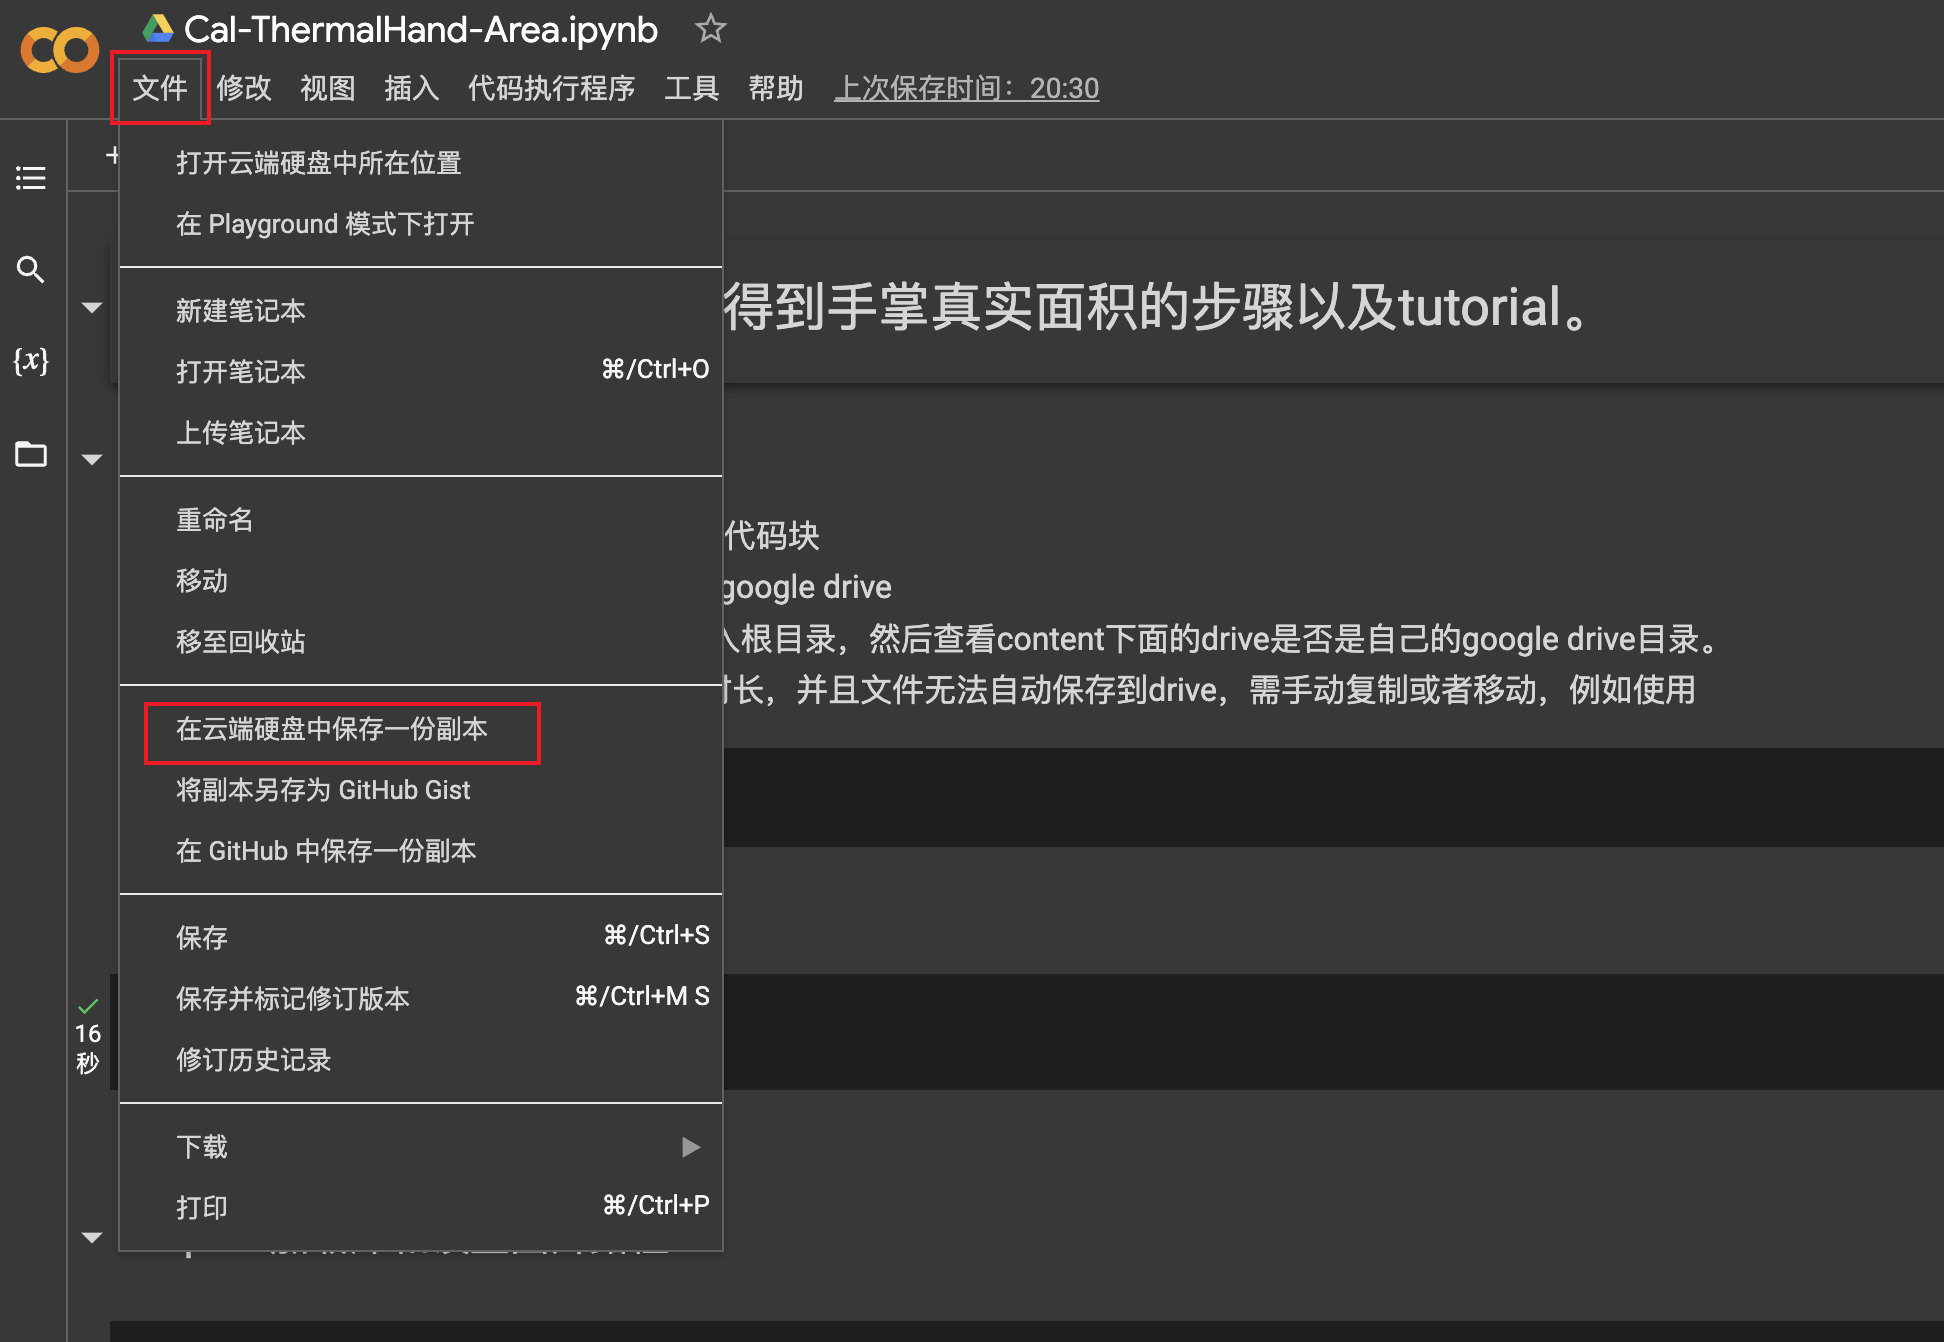 Cal-ThermalHand-Area.ipynb
文件 修改 视图 插入 代码执行程序 工具 帮助 上次保存时间：20:30
打开云端硬盘中所在位置
在 Playground 模式下打开
新建笔记本
得到手掌真实面积的步骤以及tutorial。
{x}
打开笔记本 ⌘/Ctrl+O
上传笔记本
重命名
代码块
移动
google drive
移至回收站
根目录，然后查看content下面的drive是否是自己的google drive目录。
长，并且文件无法自动保存到drive，需手动复制或者移动，例如使用
在云端硬盘中保存一份副本
将副本另存为 GitHub Gist
在 GitHub 中保存一份副本
保存 ⌘/Ctrl+S
保存并标记修订版本 ⌘/Ctrl+M S
16
秒
修订历史记录
下载
打印 ⌘/Ctrl+P